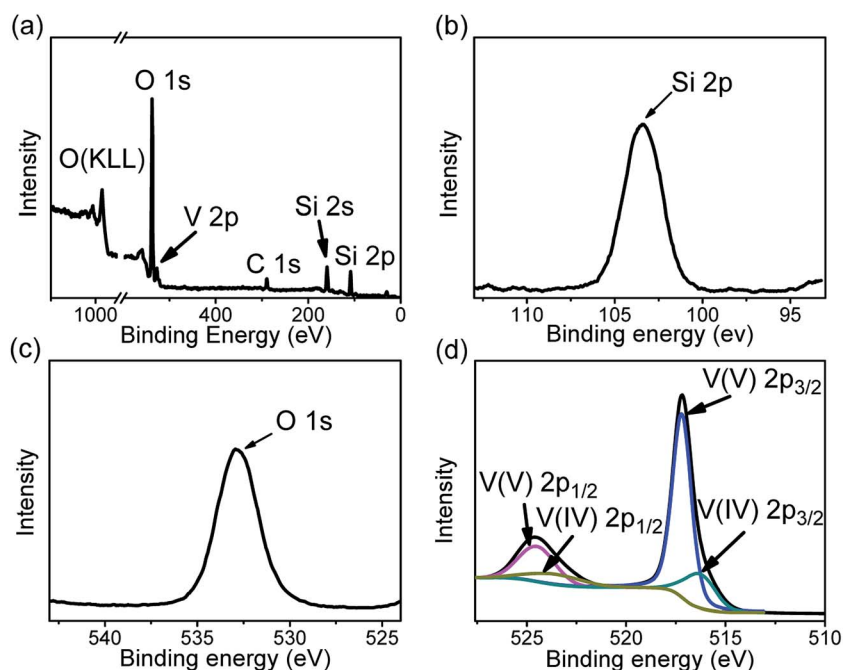 (a)
O 1s
O(KLL)
V 2p
C 1s
Si 2s
Si 2p
Intensity
1000
400
200
0
Binding Energy (eV)
(b)
Si 2p
Intensity
110
105
100
95
Binding energy (ev)
(c)
O 1s
Intensity
540
535
530
525
Binding energy (eV)
(d)
V(V) 2p3/2
V(V) 2p1/2
V(IV) 2p1/2
V(IV) 2p3/2
Intensity
525
520
515
510
Binding energy (eV)